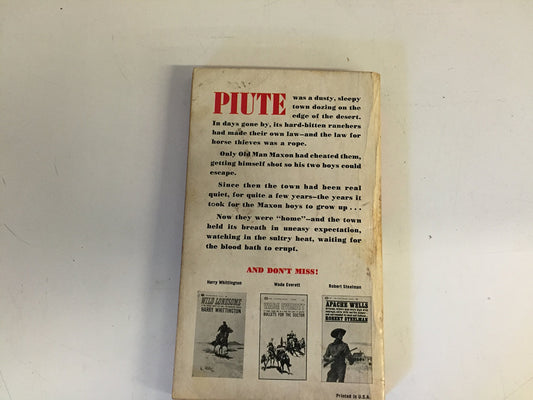 PIUTE was a dusty, sleepy
town dozing on the
edge of the desert.
In days gone by, its hard-bitten ranchers
had made their own law—and the law for
horse thieves was a rope.
Only Old Man Maxon had cheated them,
getting himself shot so his two boys could
escape.
Since then the town had been real
quiet, for quite a few years—the years it
took for the Maxon boys to grow up . . .
Now they were "home"—and the town
held its breath in uneasy expectation,
watching in the sultry heat, waiting for
the blood bath to erupt.
AND DON'T MISS!
Harry Whittington
Wade Everett
Robert Steelman
WILD LONESOME
HARRY WHITTINGTON
WADE EVERETT
BULLETS FOR THE DOCTOR
APACHE WELLS
ROBERT STEELMAN
Printed in U.S.A.